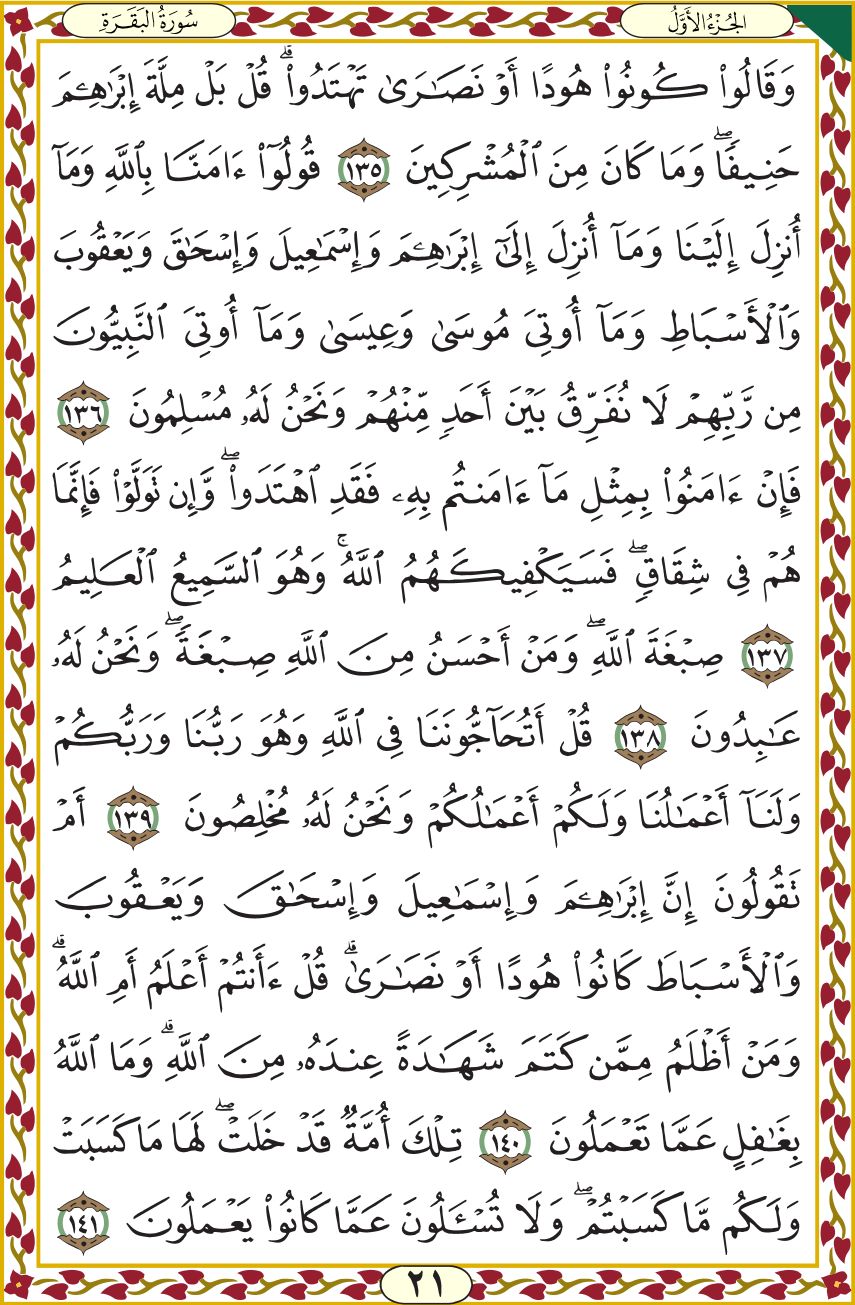 الجُزْءُ الأَوَّلُ
سُورَةُ البَقَرَةِ
وَقَالُوا۟ كُونُوا۟ هُودًا أَوْ نَصَـٰرَىٰ تَهْتَدُوا۟ ۗ قُلْ بَلْ مِلَّةَ إِبْرَٰهِـۧمَ
حَنِيفًا ۖ وَمَا كَانَ مِنَ ٱلْمُشْرِكِينَ ١٣٥ قُولُوٓا۟ ءَامَنَّا بِٱللَّهِ وَمَآ
أُنزِلَ إِلَيْنَا وَمَآ أُنزِلَ إِلَىٰٓ إِبْرَٰهِـۧمَ وَإِسْمَـٰعِيلَ وَإِسْحَـٰقَ وَيَعْقُوبَ
وَٱلْأَسْبَاطِ وَمَآ أُوتِىَ مُوسَىٰ وَعِيسَىٰ وَمَآ أُوتِىَ ٱلنَّبِيُّونَ
مِن رَّبِّهِمْ لَا نُفَرِّقُ بَيْنَ أَحَدٍ مِّنْهُمْ وَنَحْنُ لَهُۥ مُسْلِمُونَ ١٣٦
فَإِنْ ءَامَنُوا۟ بِمِثْلِ مَآ ءَامَنتُم بِهِۦ فَقَدِ ٱهْتَدَوا۟ ۖ وَّإِن تَوَلَّوْا۟ فَإِنَّمَا
هُمْ فِى شِقَاقٍ ۖ فَسَيَكْفِيكَهُمُ ٱللَّهُ ۚ وَهُوَ ٱلسَّمِيعُ ٱلْعَلِيمُ
١٣٧ صِبْغَةَ ٱللَّهِ ۖ وَمَنْ أَحْسَنُ مِنَ ٱللَّهِ صِبْغَةً ۖ وَنَحْنُ لَهُۥ
عَـٰبِدُونَ ١٣٨ قُلْ أَتُحَآجُّونَنَا فِى ٱللَّهِ وَهُوَ رَبُّنَا وَرَبُّكُمْ
وَلَنَآ أَعْمَـٰلُنَا وَلَكُمْ أَعْمَـٰلُكُمْ وَنَحْنُ لَهُۥ مُخْلِصُونَ ١٣٩ أَمْ
تَقُولُونَ إِنَّ إِبْرَٰهِـۧمَ وَإِسْمَـٰعِيلَ وَإِسْحَـٰقَ وَيَعْقُوبَ
وَٱلْأَسْبَاطَ كَانُوا۟ هُودًا أَوْ نَصَـٰرَىٰ ۗ قُلْ ءَأَنتُمْ أَعْلَمُ أَمِ ٱللَّهُ ۗ
وَمَنْ أَظْلَمُ مِمَّن كَتَمَ شَهَـٰدَةً عِندَهُۥ مِنَ ٱللَّهِ ۗ وَمَا ٱللَّهُ
بِغَـٰفِلٍ عَمَّا تَعْمَلُونَ ١٤٠ تِلْكَ أُمَّةٌ قَدْ خَلَتْ ۖ لَهَا مَا كَسَبَتْ
وَلَكُم مَّا كَسَبْتُمْ ۖ وَلَا تُسْـَٔلُونَ عَمَّا كَانُوا۟ يَعْمَلُونَ ١٤١
٢١